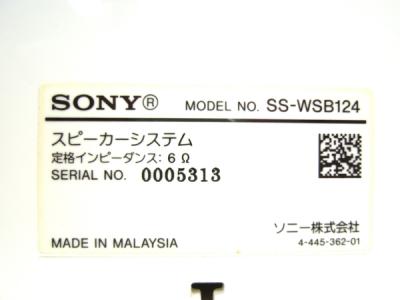 SONY® MODEL NO. SS-WSB124
スピーカーシステム
定格インピーダンス: 6 Ω
SERIAL NO. 0005313
ソニー株式会社
MADE IN MALAYSIA 4-445-362-01